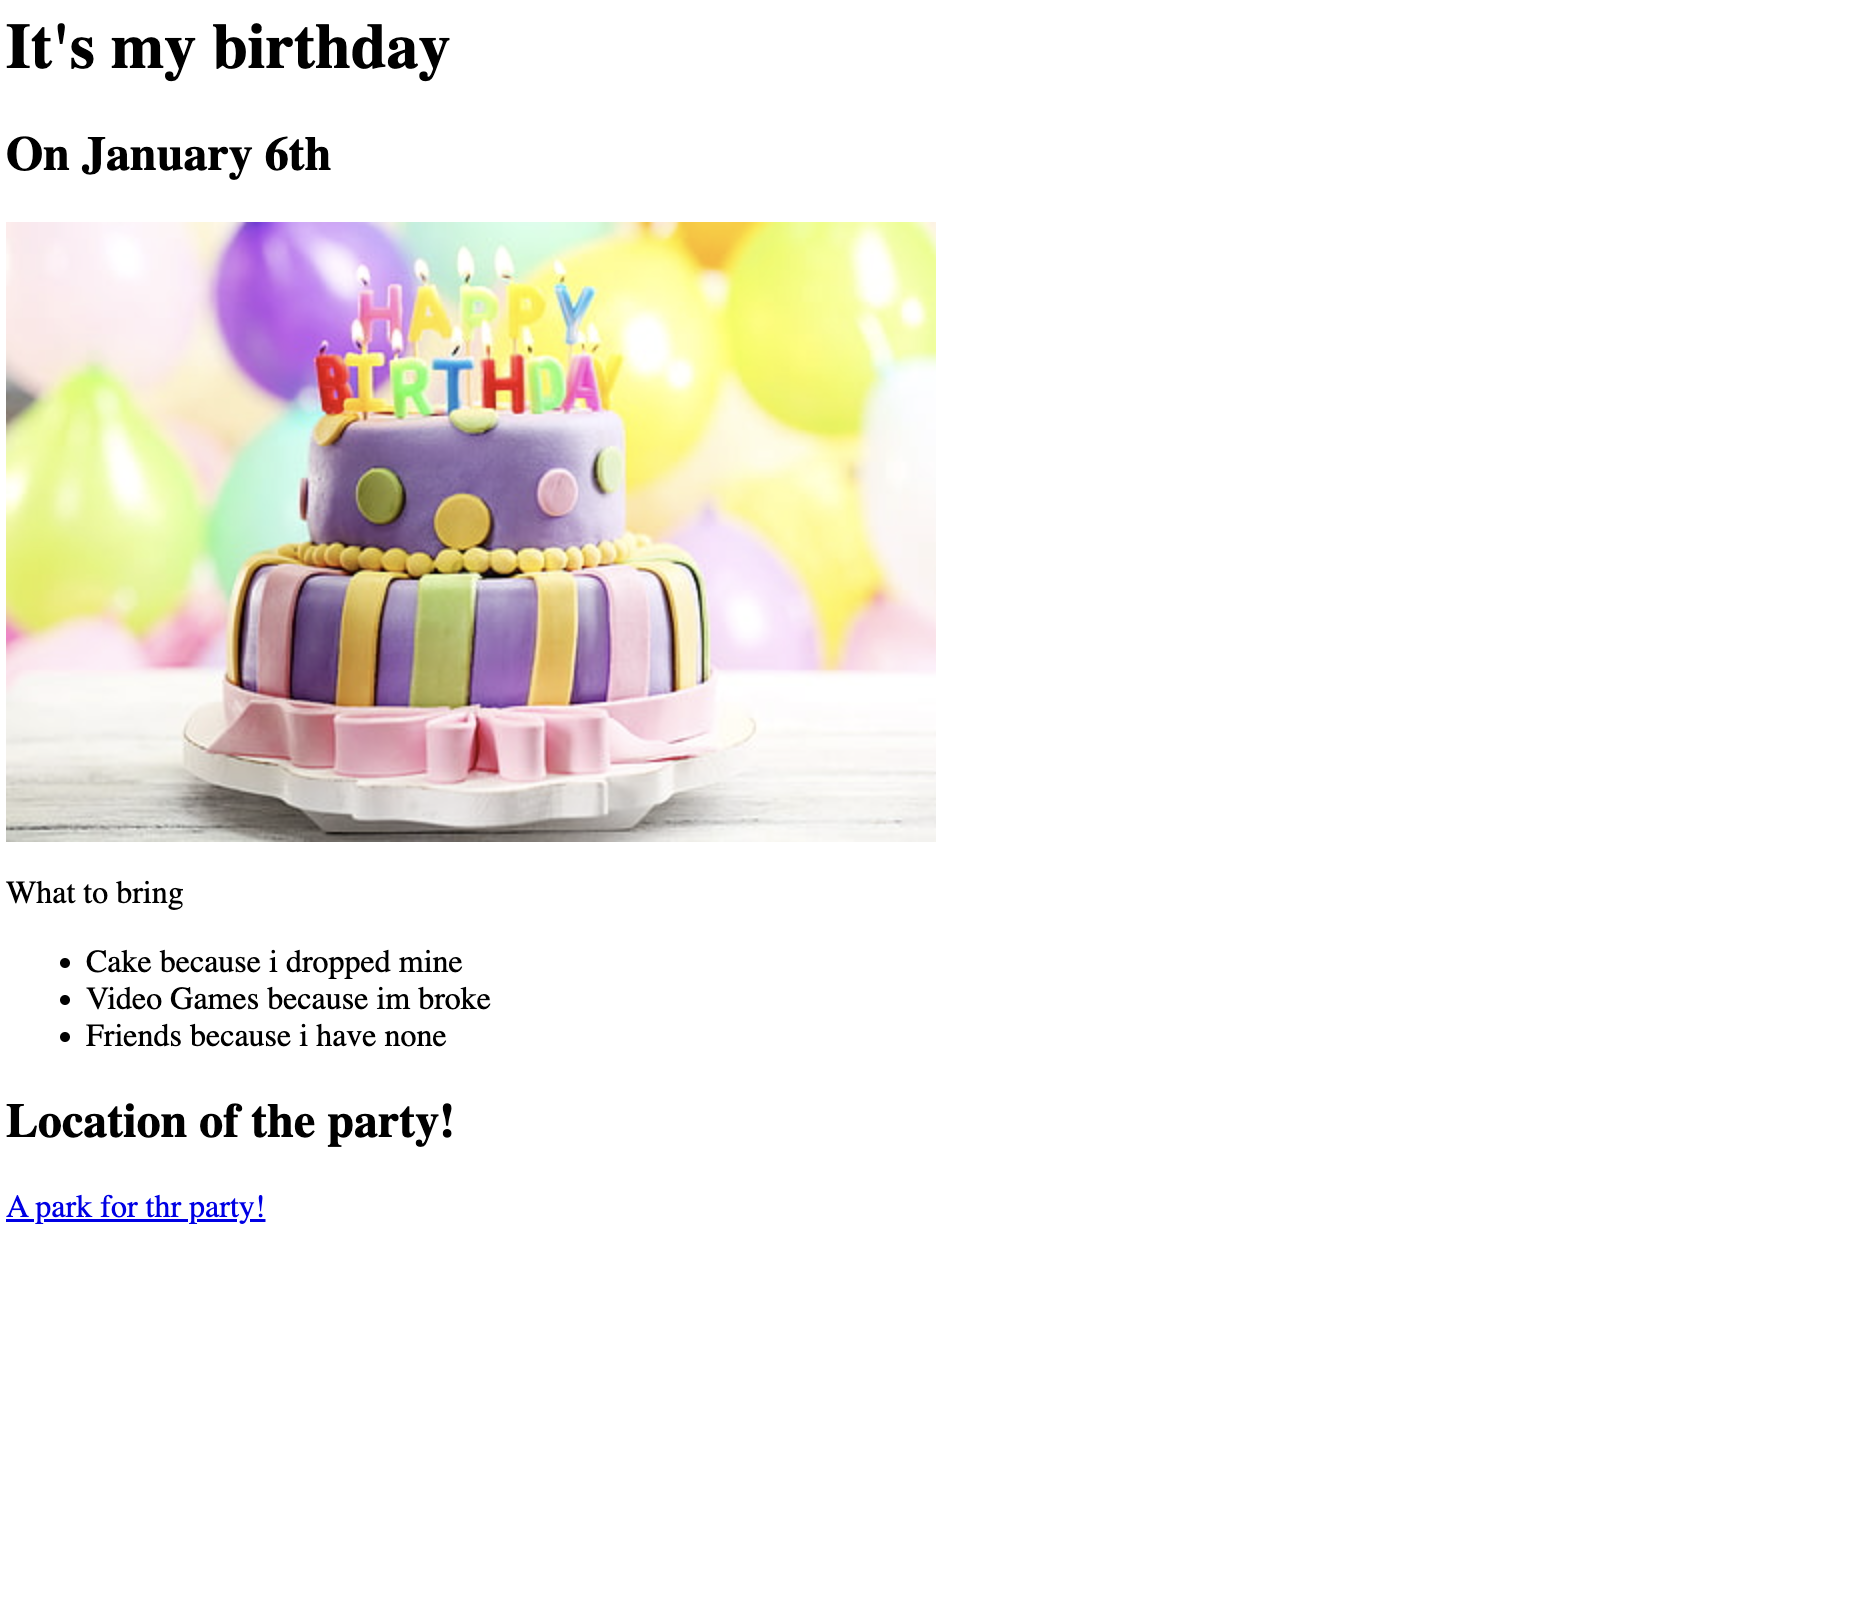 It's my birthday
On January 6th
HAPPY
BIRTHDAY
What to bring
Cake because i dropped mine
Video Games because im broke
Friends because i have none
Location of the party!
A park for thr party!